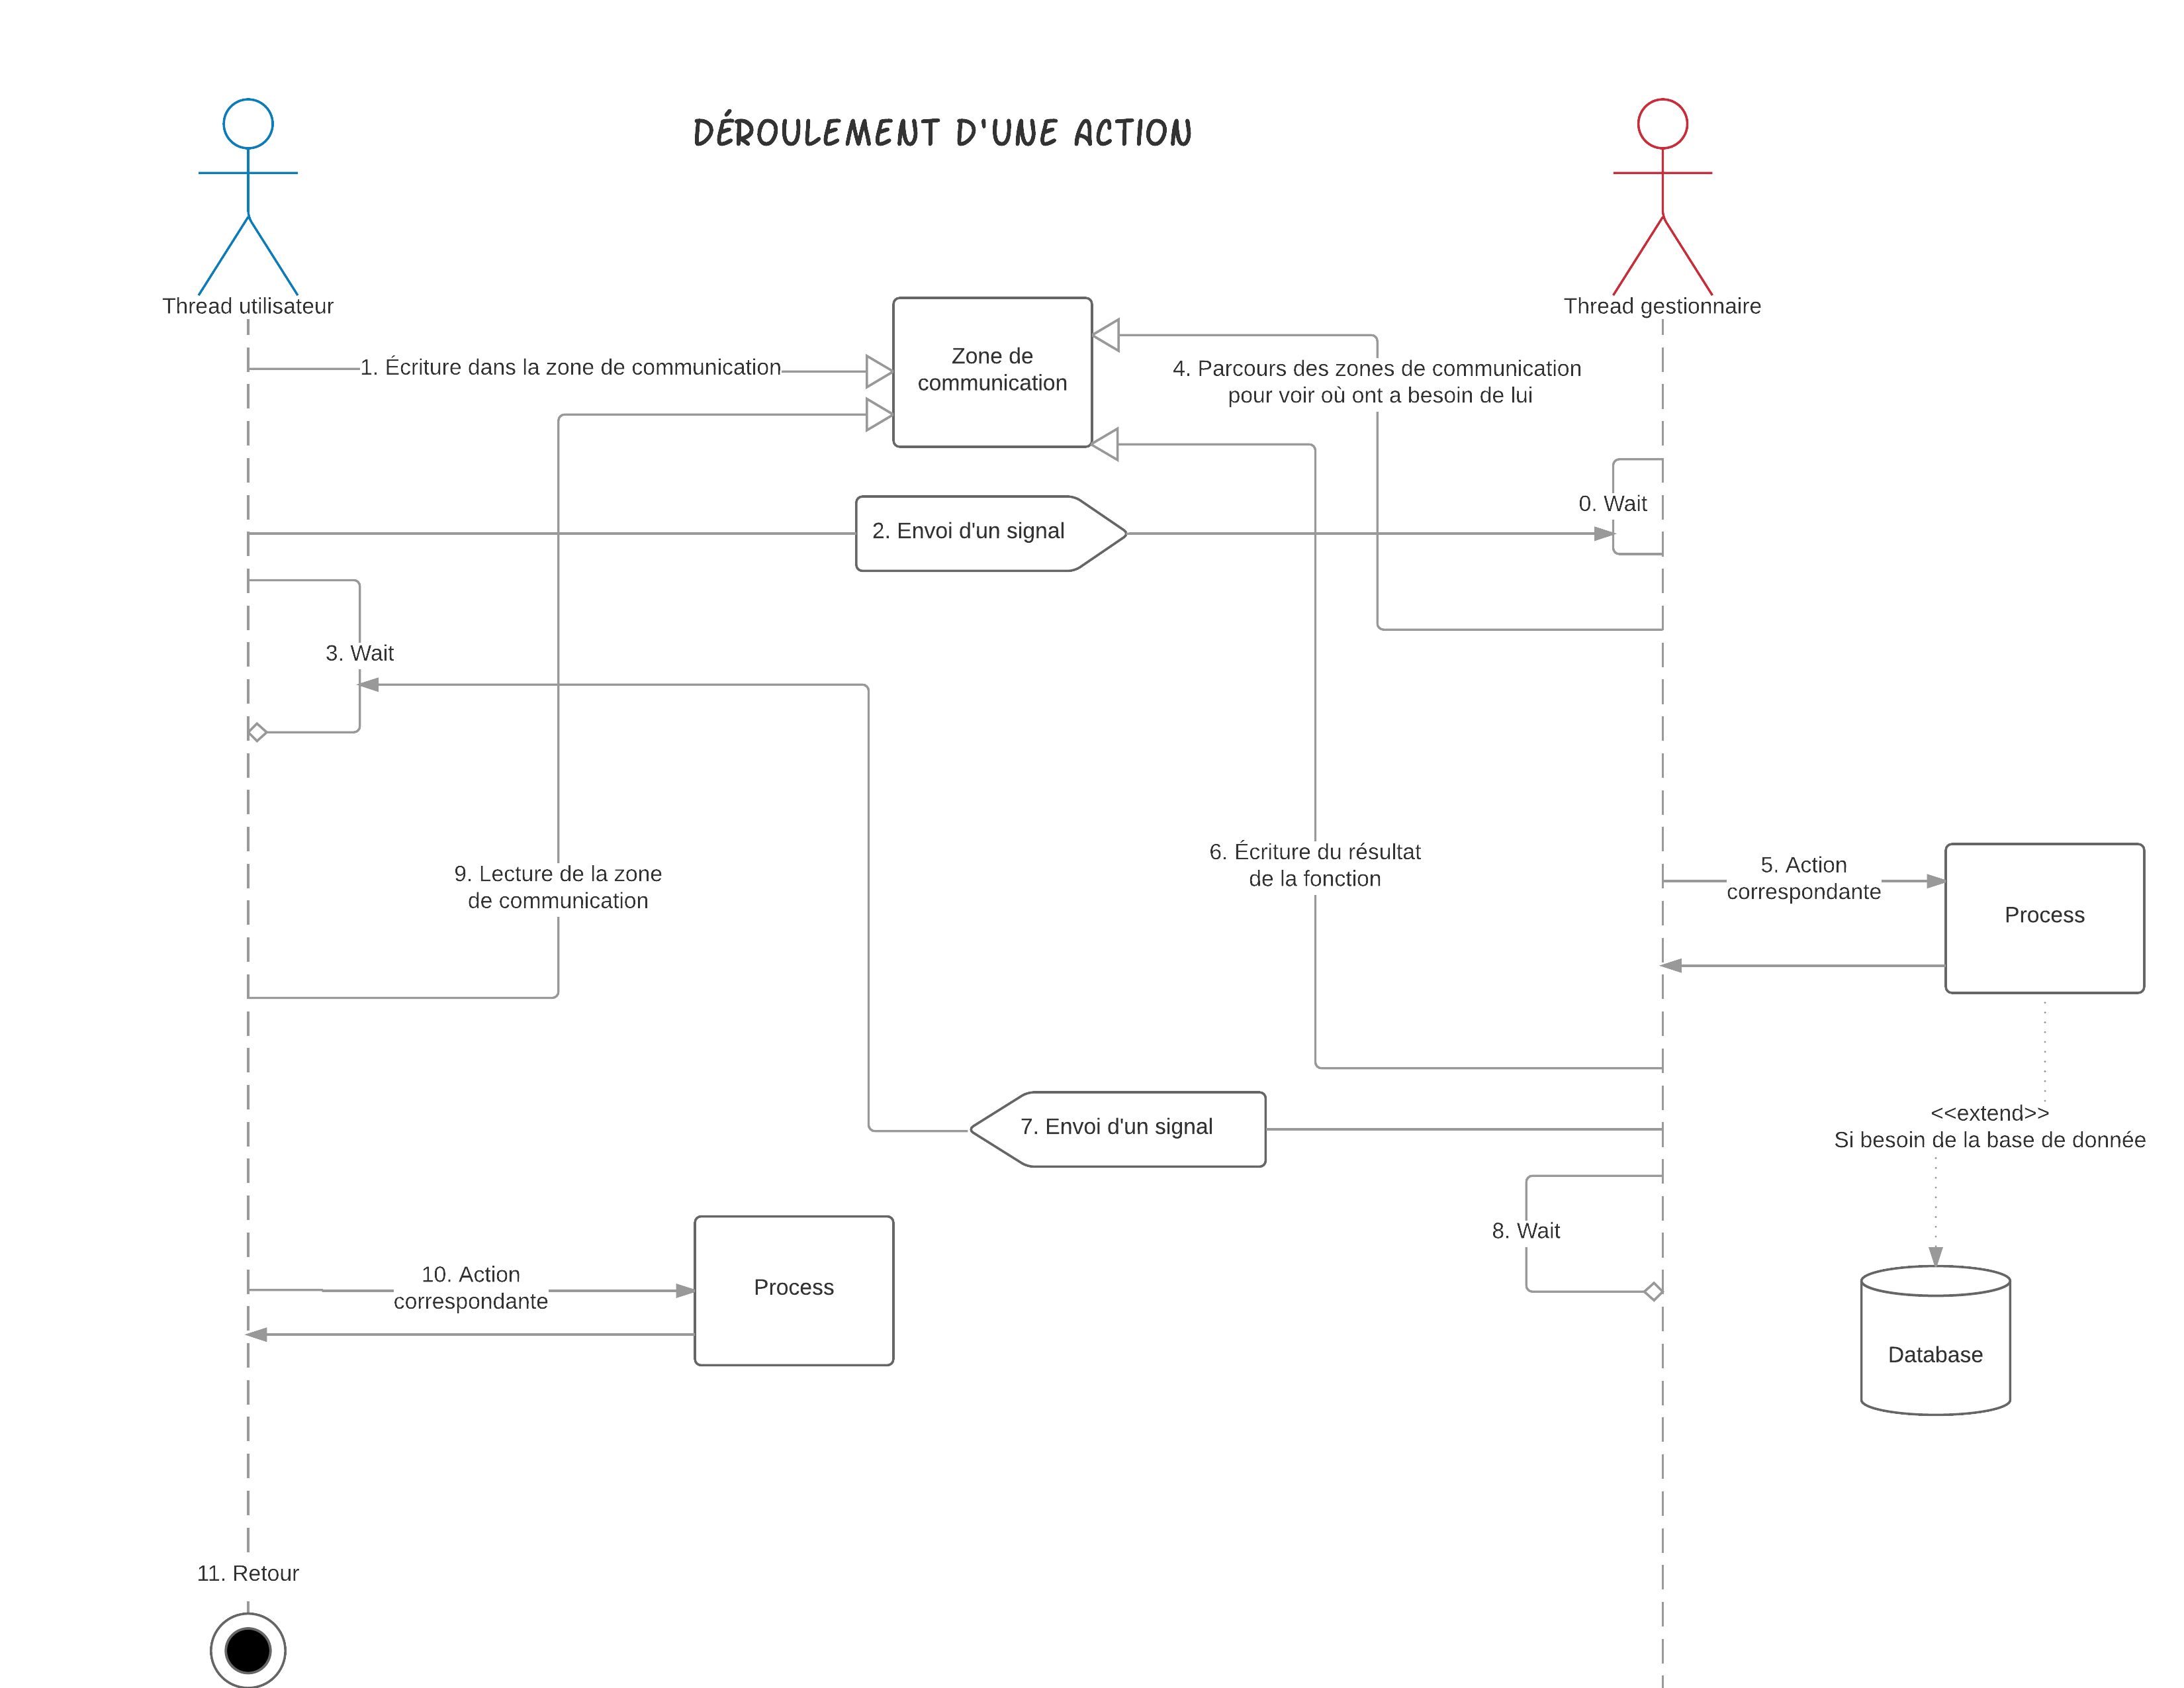 DÉROULEMENT D'UNE ACTION
Thread utilisateur
Thread gestionnaire
Zone de
communication
1. Écriture dans la zone de communication
4. Parcours des zones de communication
pour voir où ont a besoin de lui
0. Wait
2. Envoi d'un signal
3. Wait
9. Lecture de la zone
de communication
6. Écriture du résultat
de la fonction
5. Action
correspondante
Process
7. Envoi d'un signal
<<extend>>
Si besoin de la base de donnée
8. Wait
10. Action
correspondante
Process
Database
11. Retour